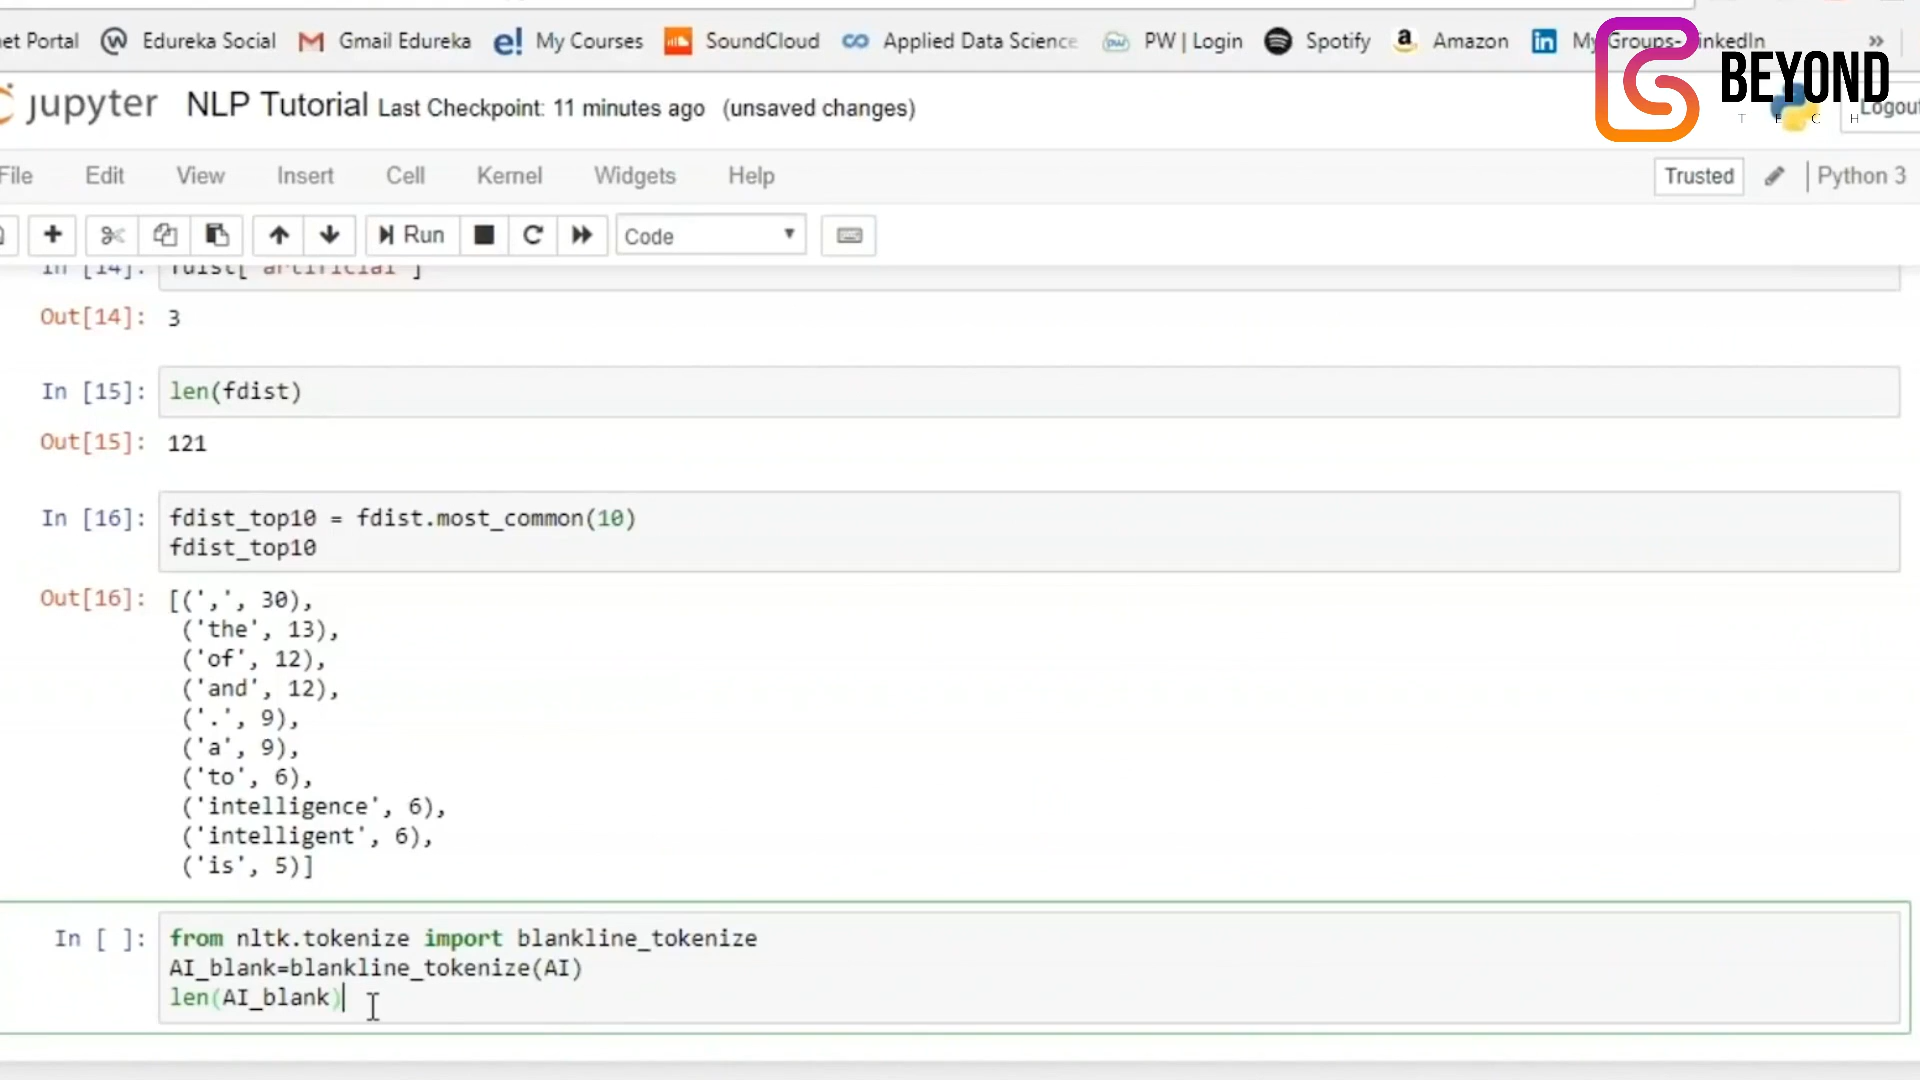 et Portal Edureka Social Gmail Edureka e! My Courses SoundCloud Applied Data Science PW | Login Spotify Amazon My Groups- LinkedIn »
BEYOND
TECH
jupyter NLP Tutorial Last Checkpoint: 11 minutes ago (unsaved changes) Logout
File Edit View Insert Cell Kernel Widgets Help Trusted Python 3
Run Code
In [14]: fdist['artificial']
Out[14]: 3
In [15]: len(fdist)
Out[15]: 121
In [16]: fdist_top10 = fdist.most_common(10)
fdist_top10
Out[16]: [(',', 30),
('the', 13),
('of', 12),
('and', 12),
('.', 9),
('a', 9),
('to', 6),
('intelligence', 6),
('intelligent', 6),
('is', 5)]
In [ ]: from nltk.tokenize import blankline_tokenize
AI_blank=blankline_tokenize(AI)
len(AI_blank)